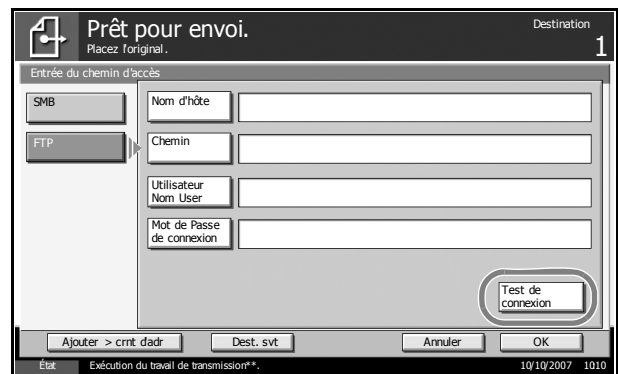 Prêt pour envoi.
Destination
Placez l'original.
1
Entrée du chemin d'accès
SMB
Nom d'hôte
FTP
Chemin
Utilisateur
Nom User
Mot de Passe
de connexion
Test de
connexion
Ajouter > crnt dadr
Dest. svt
Annuler
OK
État
Exécution du travail de transmission**.
10/10/2007 1010